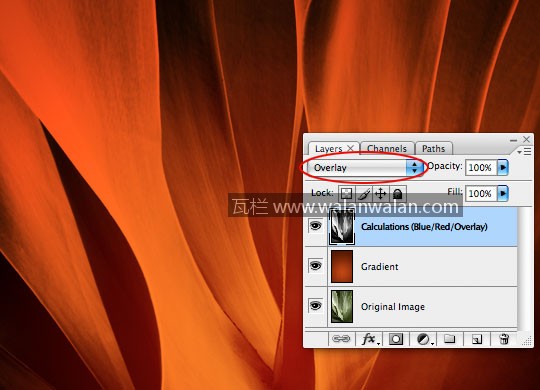 Layers Channels Paths
Overlay Opacity: 100%
Lock: Fill: 100%
瓦栏 www.walanwalan.com
Calculations (Blue/Red/Overlay)
Gradient
Original Image
fx